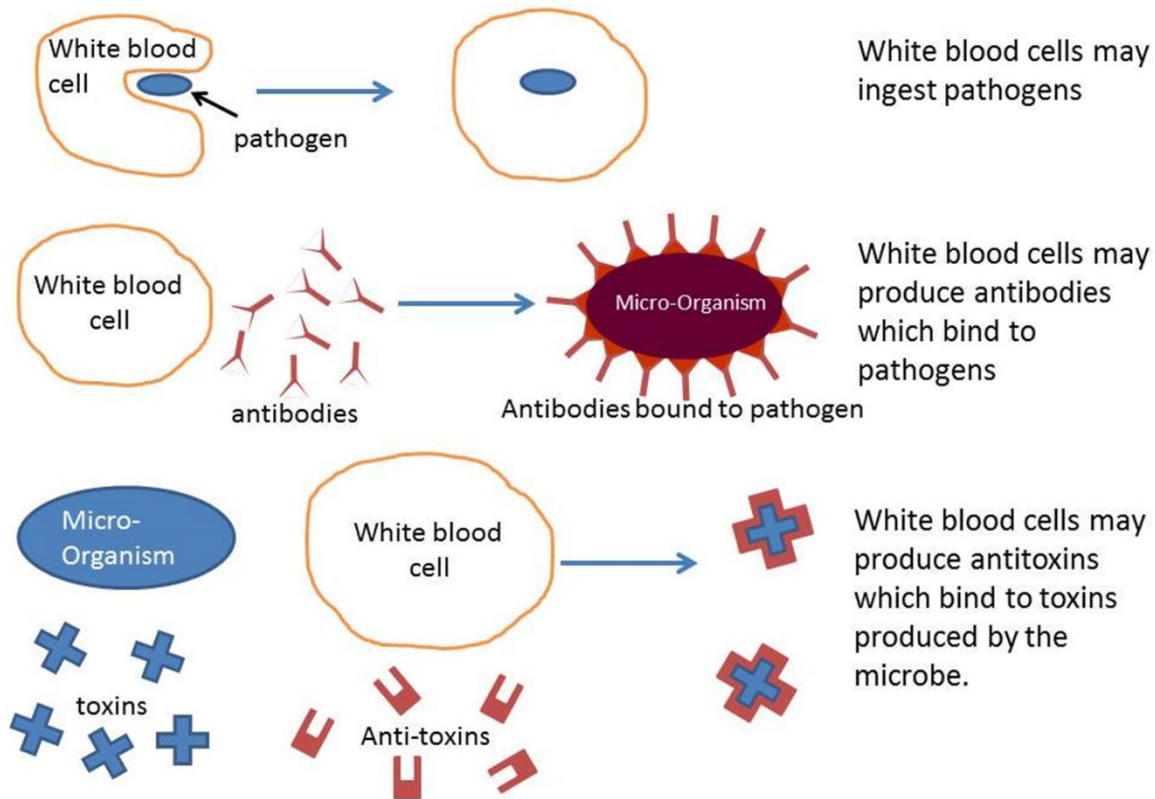 White blood
cell
pathogen
White blood cells may
ingest pathogens
White blood
cell
antibodies
Micro-Organism
Antibodies bound to pathogen
White blood cells may
produce antibodies
which bind to
pathogens
Micro-
Organism
toxins
White blood
cell
Anti-toxins
White blood cells may
produce antitoxins
which bind to toxins
produced by the
microbe.